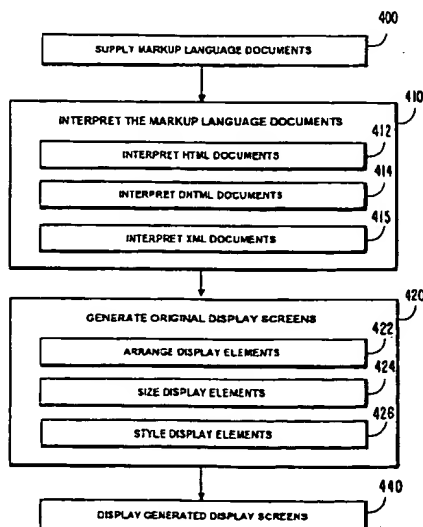 400
SUPPLY MARKUP LANGUAGE DOCUMENTS
410
INTERPRET THE MARKUP LANGUAGE DOCUMENTS
412
INTERPRET HTML DOCUMENTS
414
INTERPRET DHTML DOCUMENTS
415
INTERPRET XML DOCUMENTS
420
GENERATE ORIGINAL DISPLAY SCREENS
422
ARRANGE DISPLAY ELEMENTS
424
SIZE DISPLAY ELEMENTS
426
STYLE DISPLAY ELEMENTS
440
DISPLAY GENERATED DISPLAY SCREENS